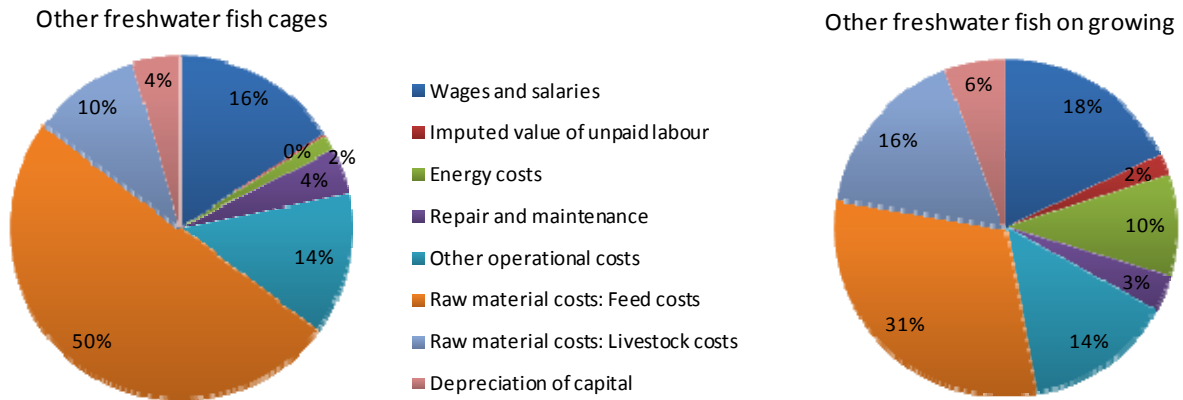 Other freshwater fish cages
16%
0%
2%
4%
14%
50%
10%
4%
Wages and salaries
Imputed value of unpaid labour
Energy costs
Repair and maintenance
Other operational costs
Raw material costs: Feed costs
Raw material costs: Livestock costs
Depreciation of capital
Other freshwater fish on growing
18%
2%
10%
3%
14%
31%
16%
6%